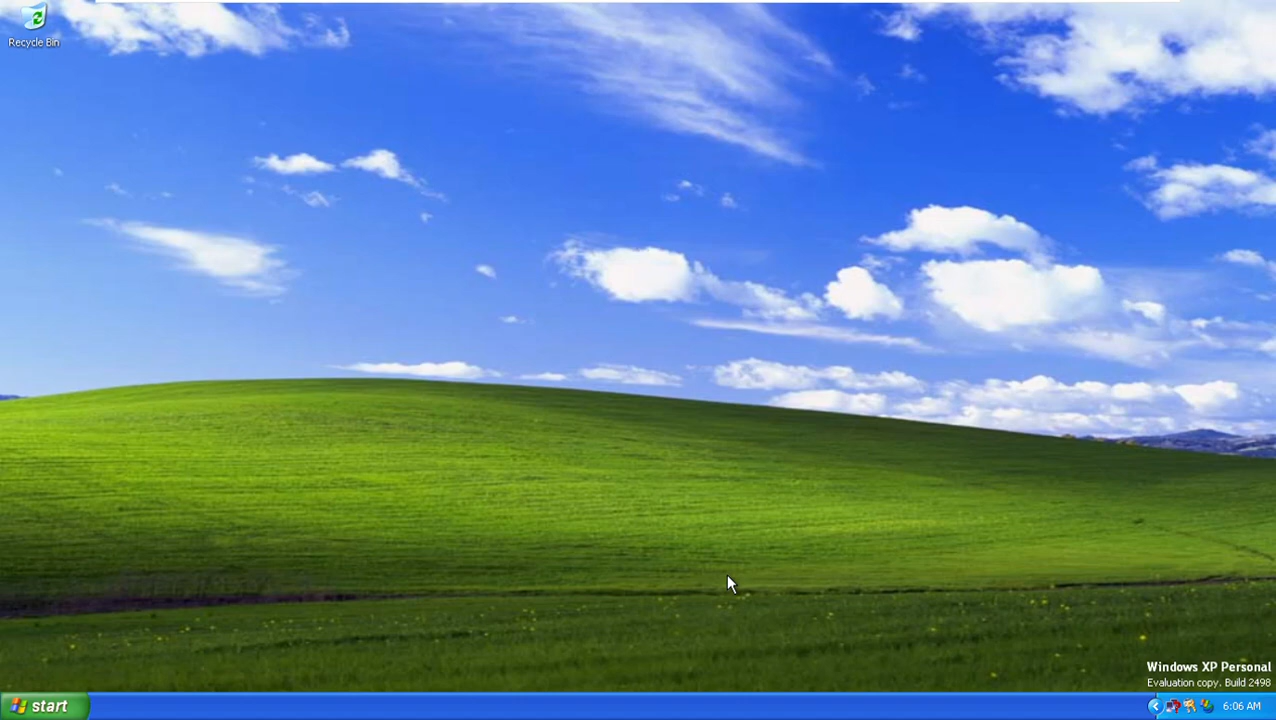 Recycle Bin
Windows XP Personal
Evaluation copy. Build 2498
start
6:06 AM